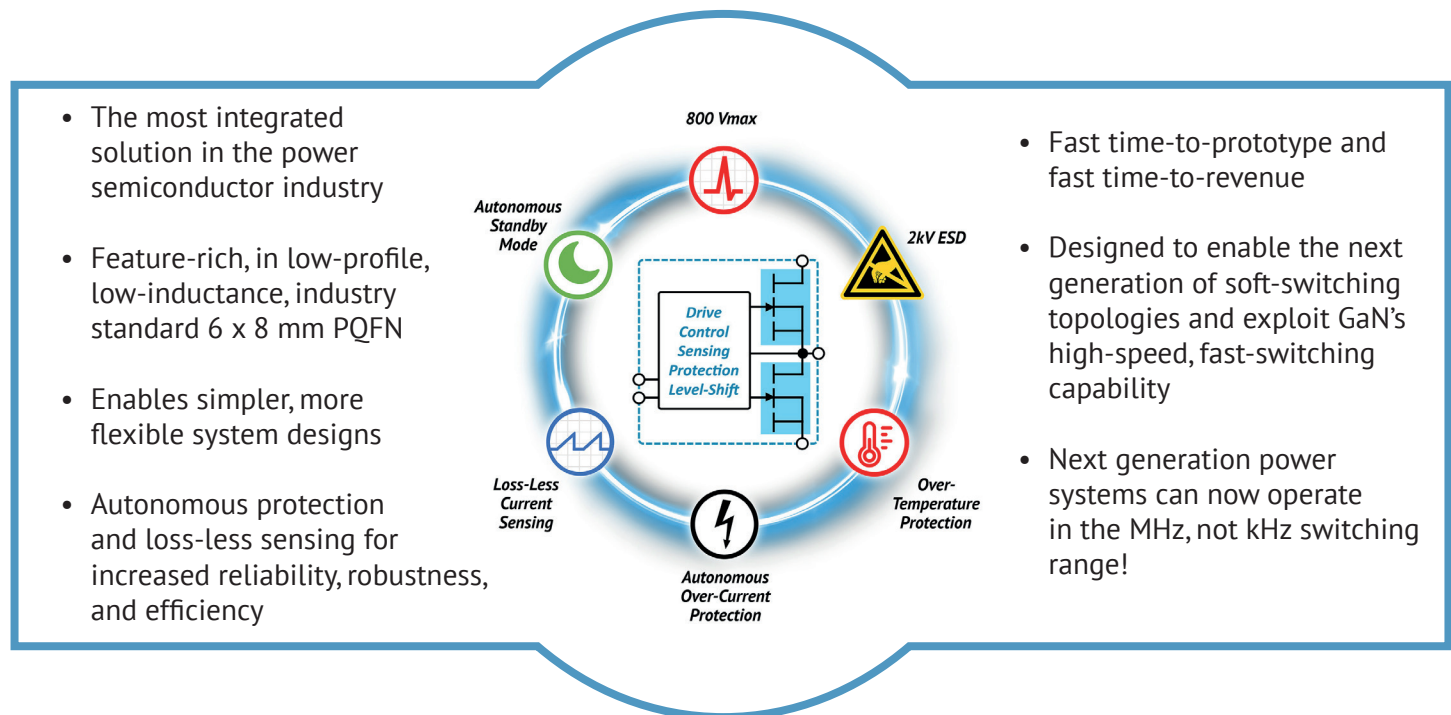 • The most integrated
solution in the power
semiconductor industry
• Feature-rich, in low-profile,
low-inductance, industry
standard 6 x 8 mm PQFN
• Enables simpler, more
flexible system designs
• Autonomous protection
and loss-less sensing for
increased reliability, robustness,
and efficiency
800 Vmax
Autonomous
Standby
Mode
2kV ESD
Drive
Control
Sensing
Protection
Level-Shift
Loss-Less
Current
Sensing
Over-
Temperature
Protection
Autonomous
Over-Current
Protection
• Fast time-to-prototype and
fast time-to-revenue
• Designed to enable the next
generation of soft-switching
topologies and exploit GaN’s
high-speed, fast-switching
capability
• Next generation power
systems can now operate
in the MHz, not kHz switching
range!